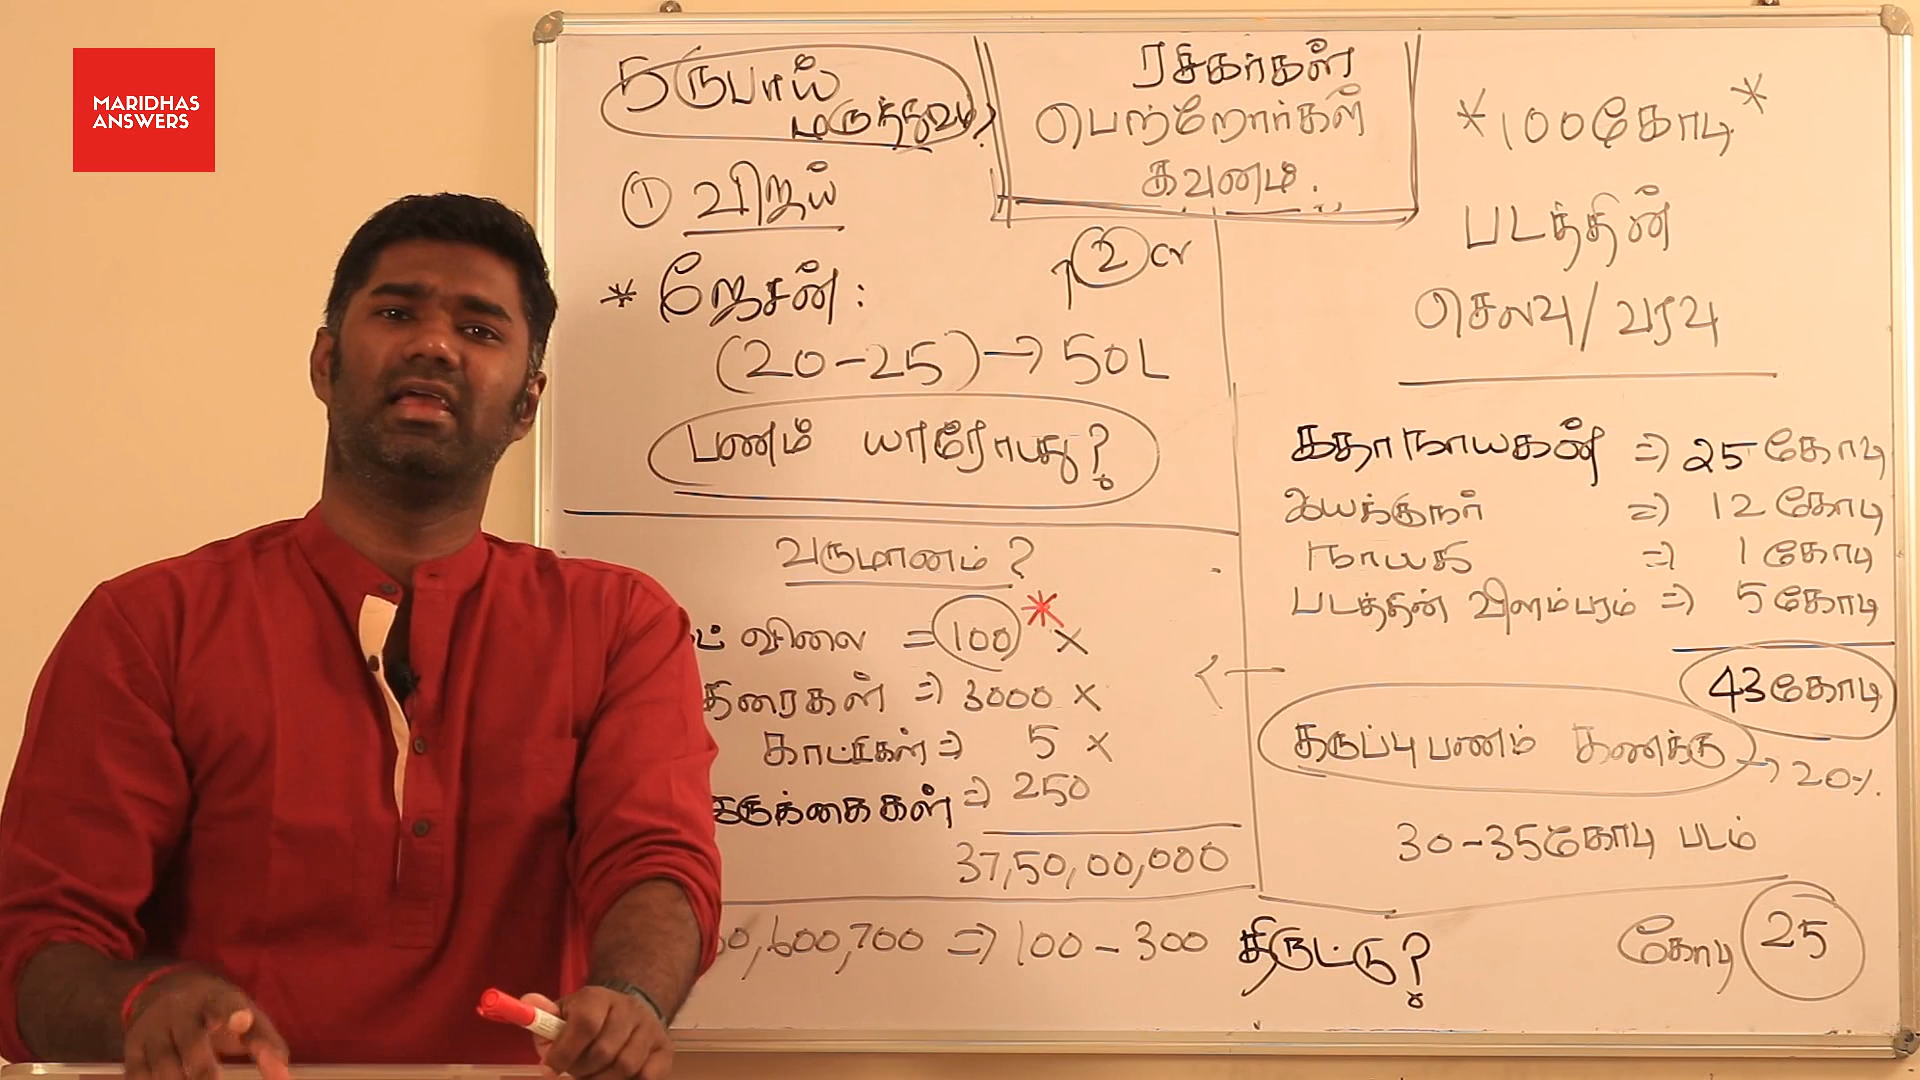 MARIDHAS
ANSWERS
5 ருபாய்
மருத்துவம்?
① விஜய்
* ஜேசன் :
(20-25) → 50L
பணம் யாரோடது?
ரசிகர்கள்
பெற்றோர்கள்
கவனம்.
2 cr
*100கோடி*
படத்தின்
செலவு/வரவு
கதாநாயகன் => 25 கோடி
இயக்குநர் => 12 கோடி
நாயகி => 1 கோடி
படத்தின் விளம்பரம் => 5 கோடி
43 கோடி
கருப்புபணம் கணக்கு → 20%
30-35 கோடி படம்
கோடி 25
வருமானம் ?
விலை = 100 * x
திரைகள் => 3000 x
காட்சிகள் => 5 x
இருக்கைகள் => 250
37,50,00,000
00,600,700 => 100 - 300 திருட்டு?